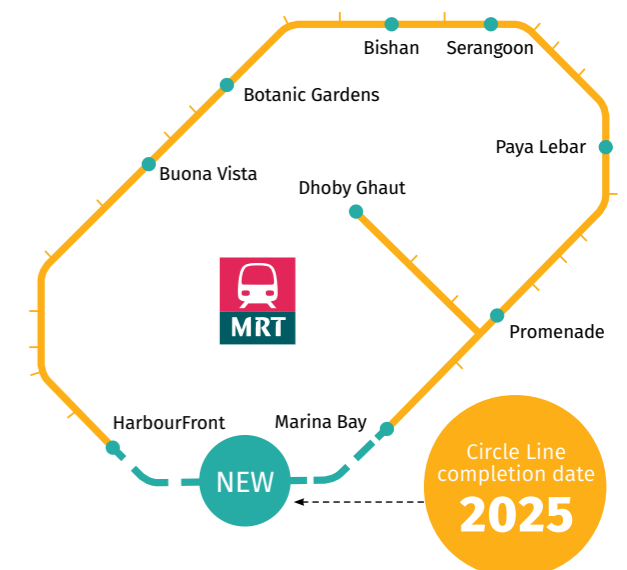 Bishan
Serangoon
Botanic Gardens
Paya Lebar
Buona Vista
Dhoby Ghaut
MRT
Promenade
HarbourFront
Marina Bay
NEW
Circle Line
completion date
2025